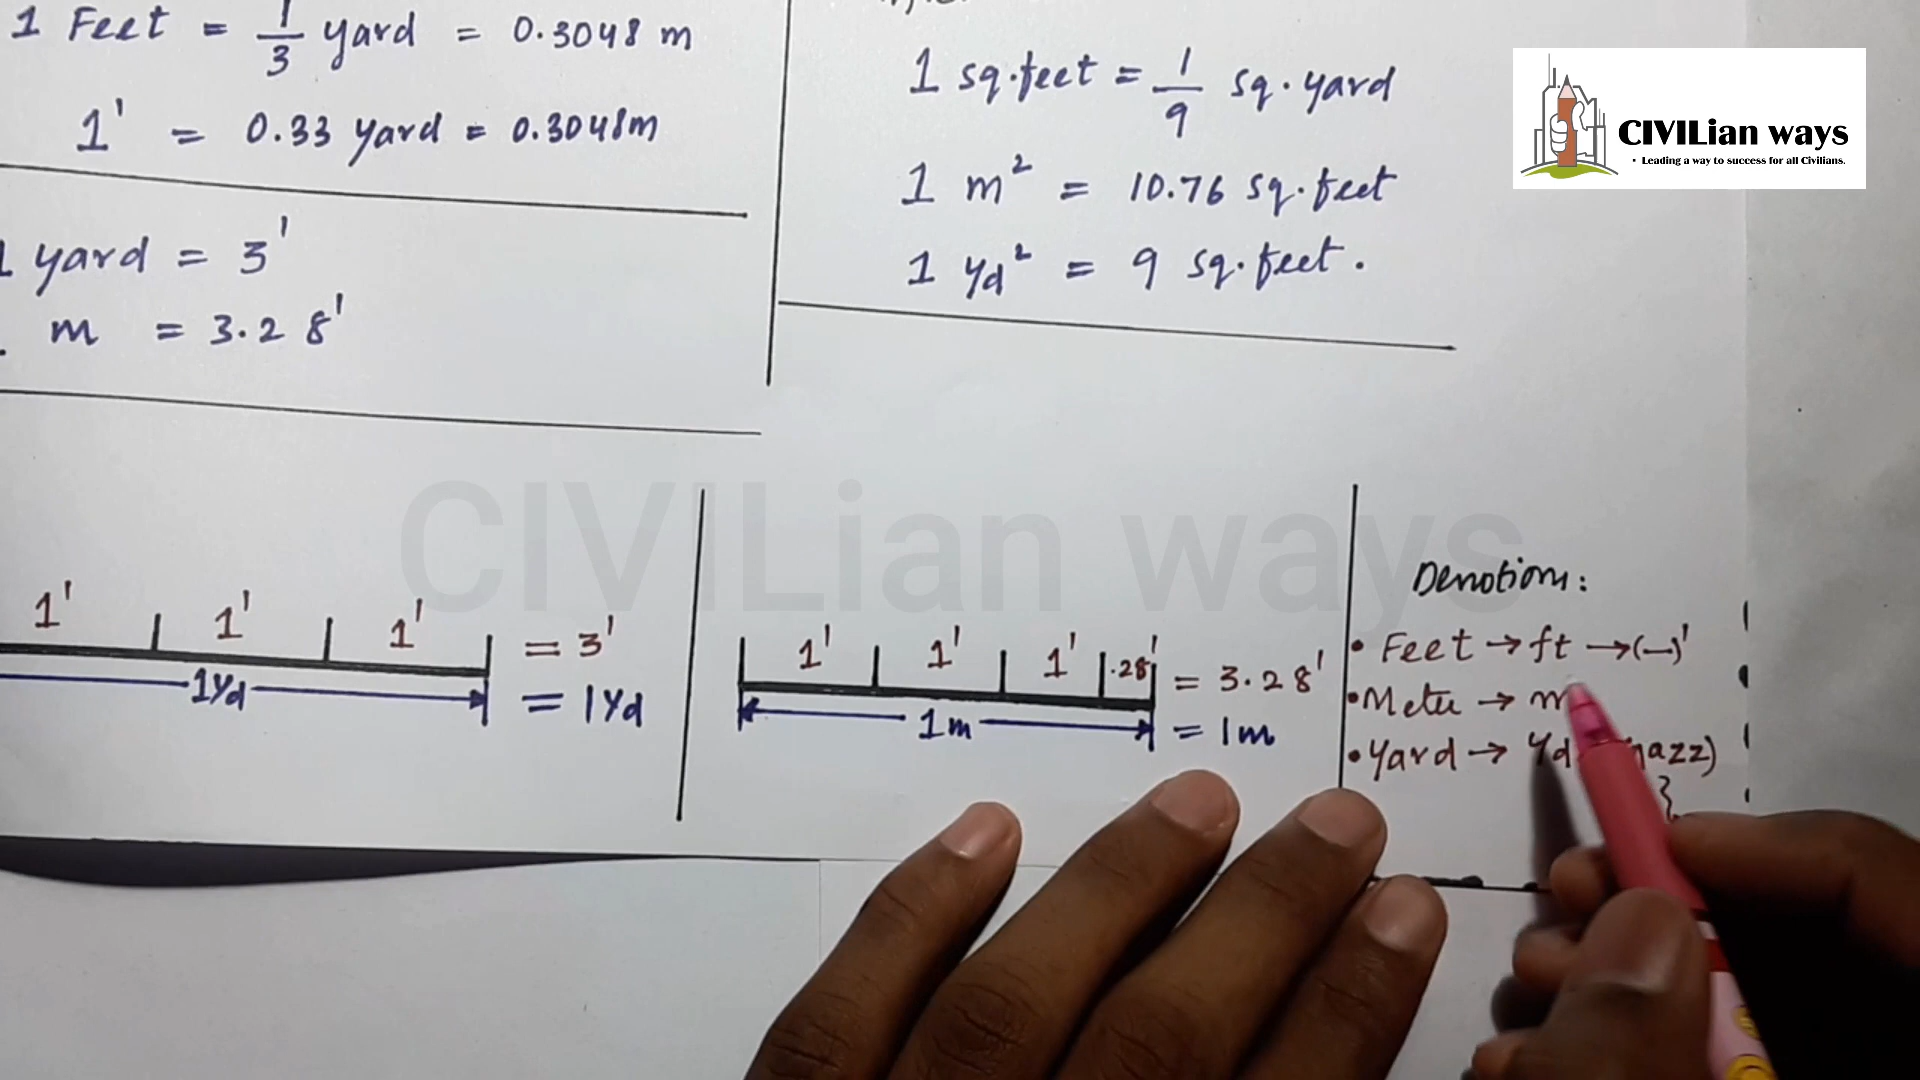 1 Feet = 1/3 yard = 0.3048 m
1' = 0.33 yard = 0.3048m
yard = 3'
m = 3.28'
1 sq.feet = 1/9 sq.yard
1 m² = 10.76 sq.feet
1 yd² = 9 sq.feet.
CIVILian ways
• Leading a way to success for all Civilians.
CIVILian ways
1' 1' 1' = 3'
1yd = 1yd
1' 1' 1' .28' = 3.28'
1m = 1m
Denotions:
• Feet → ft → (—)'
• Meter → m
• Yard → yd